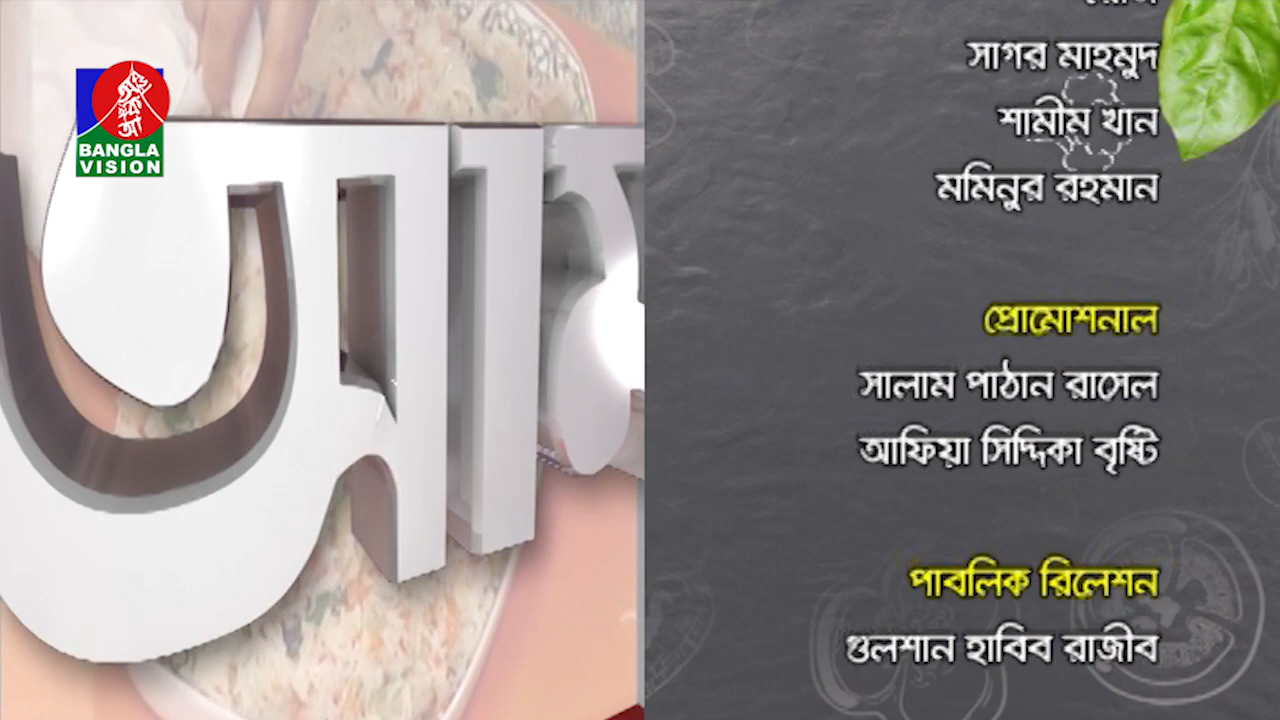 BANGLA
VISION
সাগর মাহমুদ
শামীম খান
মমিনুর রহমান
প্রোমোশনাল
সালাম পাঠান রাসেল
আফিয়া সিদ্দিকা বৃষ্টি
পাবলিক রিলেশন
গুলশান হাবিব রাজীব